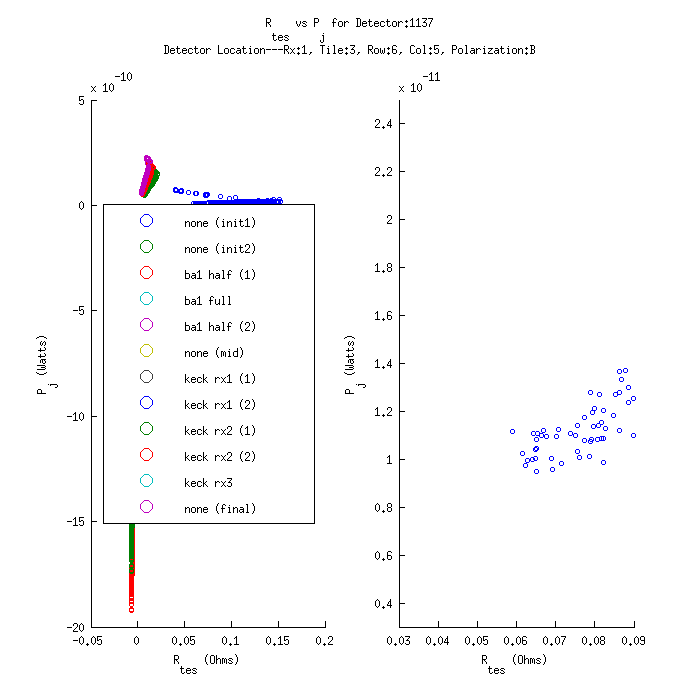 R    vs P  for Detector:1137
tes    j
Detector Location---Rx:1, Tile:3, Row:6, Col:5, Polarization:B
x 10^-10
5
0
-5
-10
-15
-20
-0.05 0 0.05 0.1 0.15 0.2
R    (Ohms)
tes
P  (Watts)
j
none (init1)
none (init2)
ba1 half (1)
ba1 full
ba1 half (2)
none (mid)
keck rx1 (1)
keck rx1 (2)
keck rx2 (1)
keck rx2 (2)
keck rx3
none (final)
x 10^-11
2.4
2.2
2
1.8
1.6
1.4
1.2
1
0.8
0.6
0.4
0.03 0.04 0.05 0.06 0.07 0.08 0.09
R    (Ohms)
tes
P  (Watts)
j